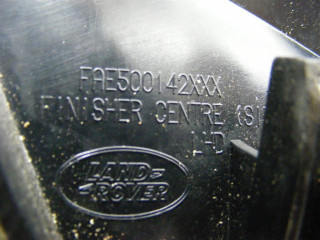 FAE500142XXX
FINISHER CENTRE (S)
LHD
LAND
ROVER